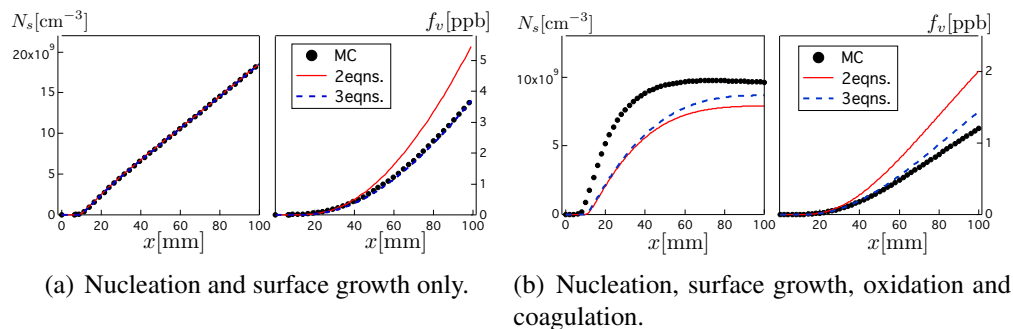 N_s[cm^{-3}]
f_v[ppb]
20x10^9
15
10
5
0
0 20 40 60 80 100
x[mm]
MC
2eqns.
3eqns.
5
4
3
2
1
0
0 20 40 60 80 100
x[mm]
(a) Nucleation and surface growth only.
N_s[cm^{-3}]
f_v[ppb]
10x10^9
5
0
0 20 40 60 80 100
x[mm]
MC
2eqns.
3eqns.
2
1
0
0 20 40 60 80 100
x[mm]
(b) Nucleation, surface growth, oxidation and
coagulation.